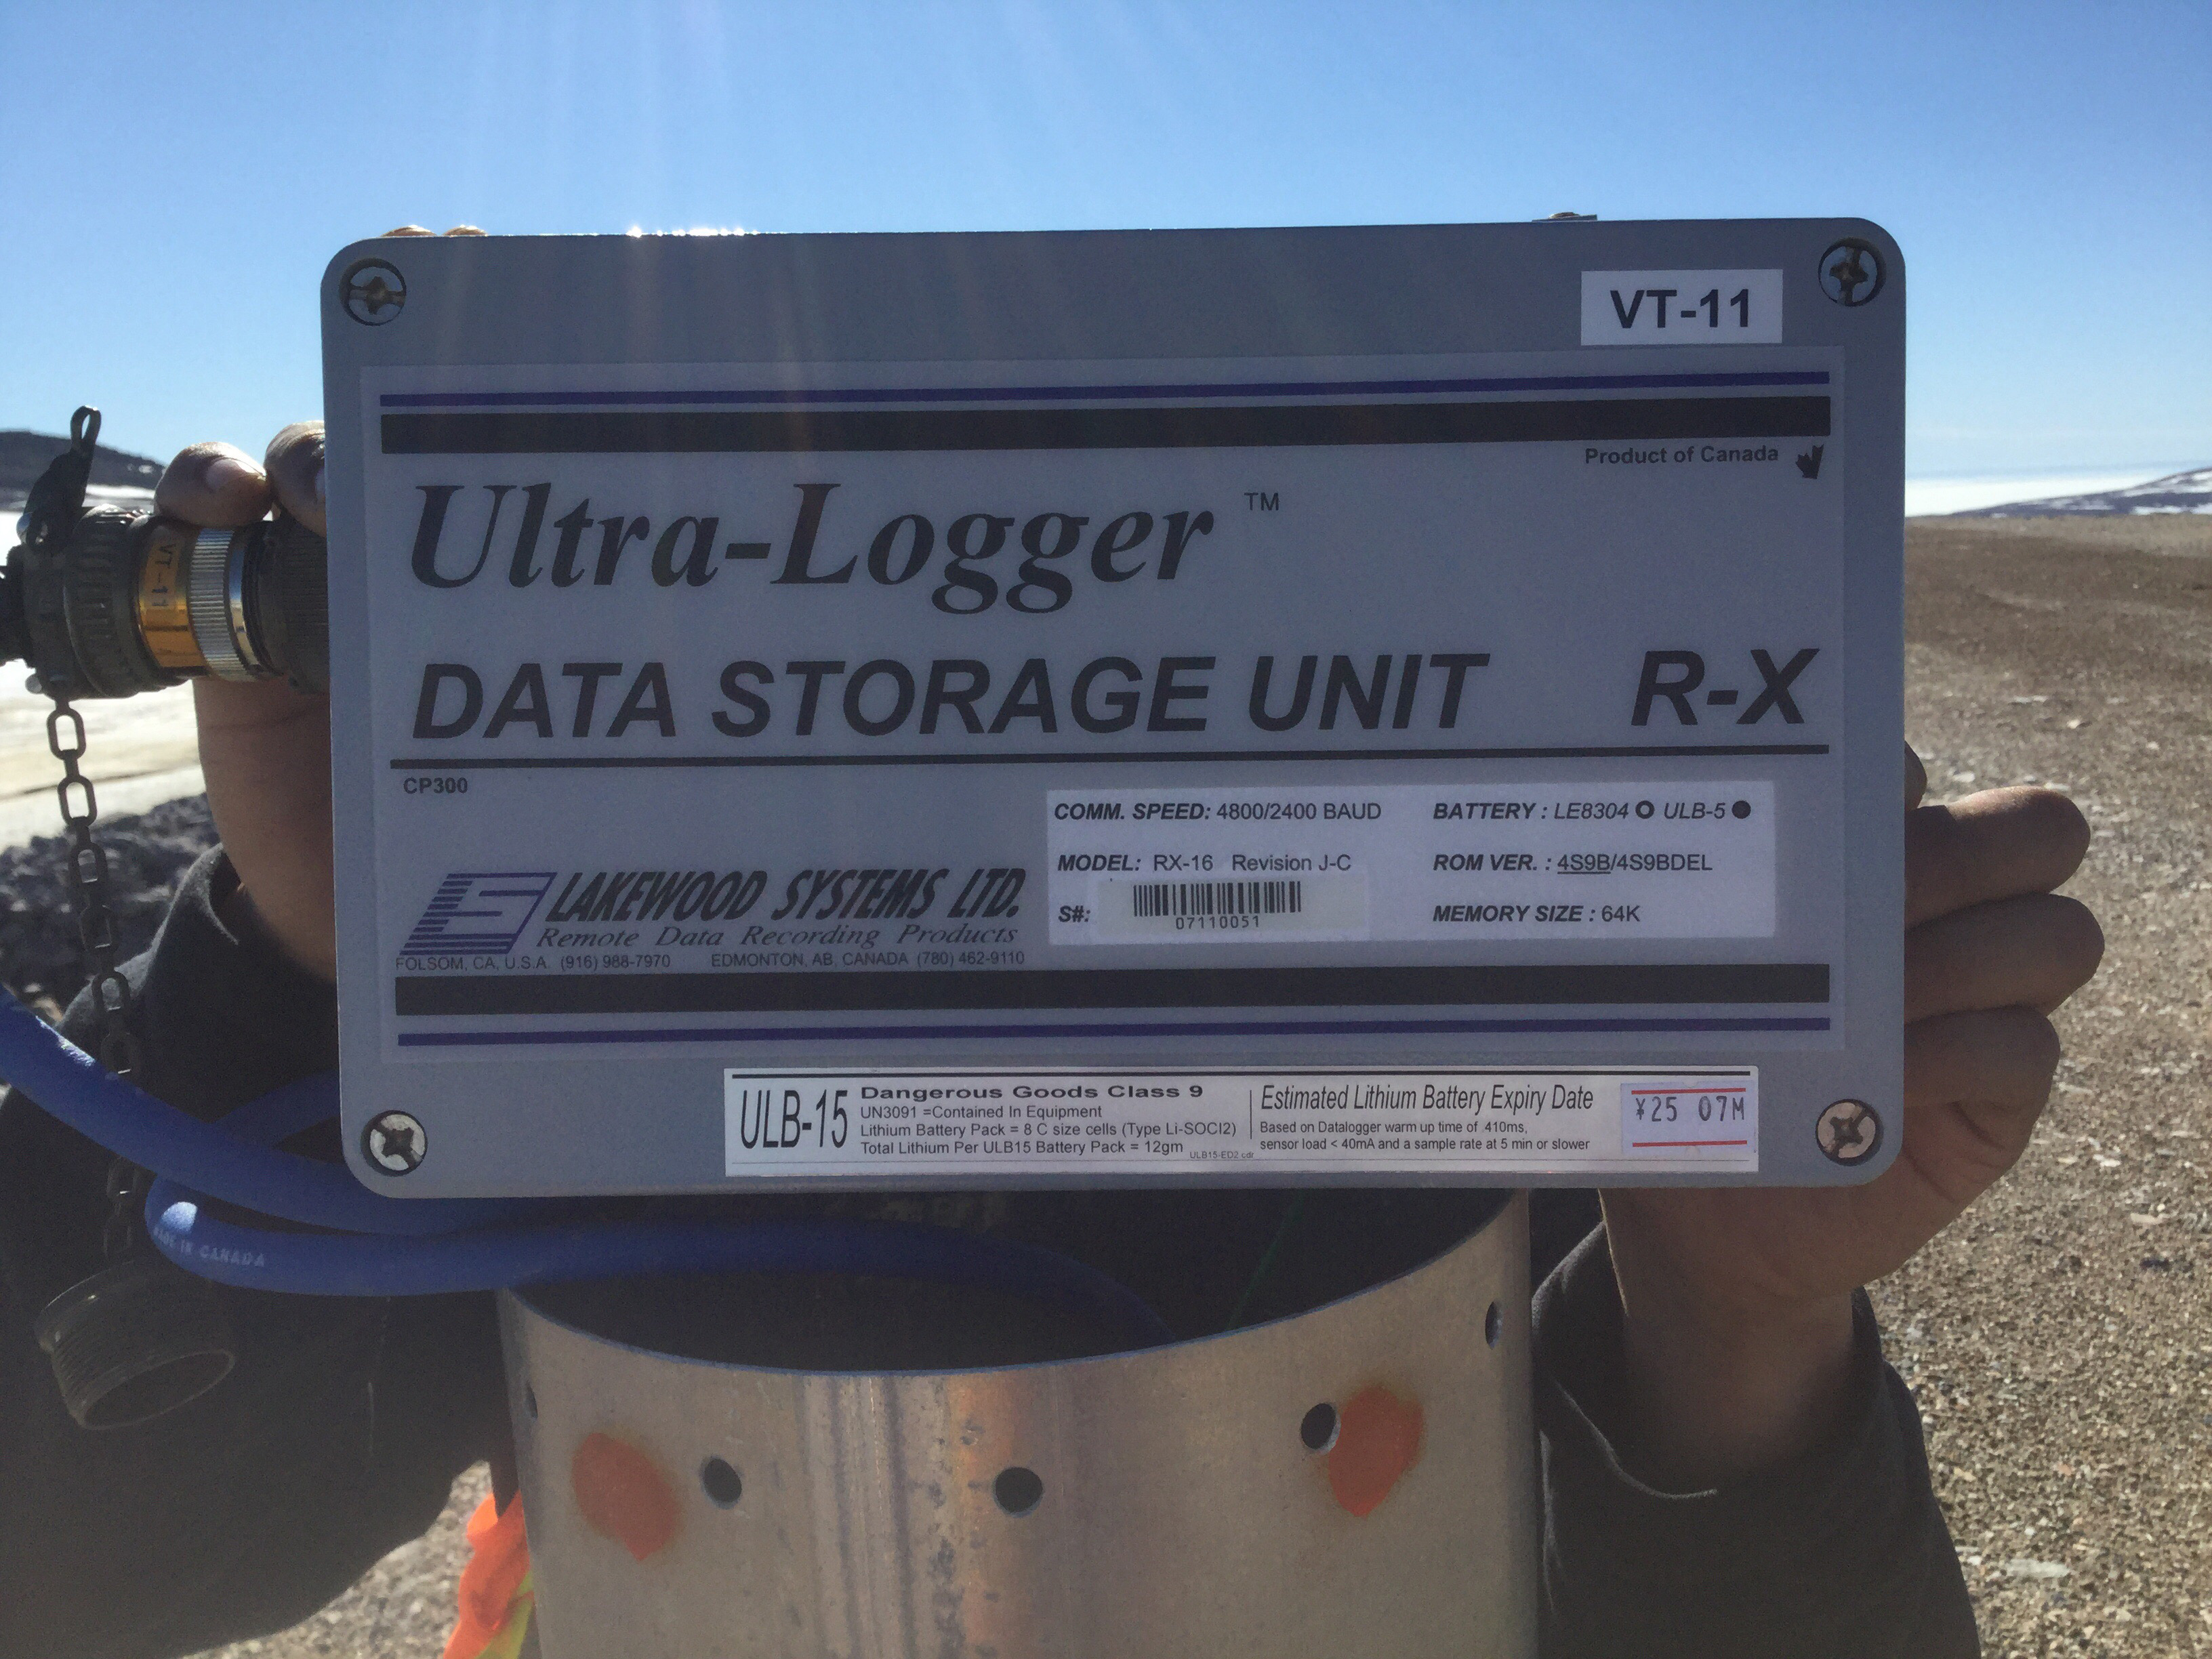 VT-11
Product of Canada
Ultra-Logger ™
DATA STORAGE UNIT R-X
CP300
COMM. SPEED: 4800/2400 BAUD BATTERY : LE8304 ULB-5
MODEL: RX-16 Revision J-C ROM VER. : 4S9B/4S9BDEL
S#: 07110051 MEMORY SIZE : 64K
LS LAKEWOOD SYSTEMS LTD.
Remote Data Recording Products
FOLSOM, CA, U.S.A. (916) 988-7970 EDMONTON, AB, CANADA (780) 462-9110
VT-11
ULB-15
Dangerous Goods Class 9
UN3091 =Contained In Equipment
Lithium Battery Pack = 8 C size cells (Type Li-SOCl2)
Total Lithium Per ULB15 Battery Pack = 12gm
ULB15-ED2.cdr
Estimated Lithium Battery Expiry Date
Based on Datalogger warm up time of .410ms,
sensor load < 40mA and a sample rate at 5 min or slower
¥25 07M
MADE IN CANADA